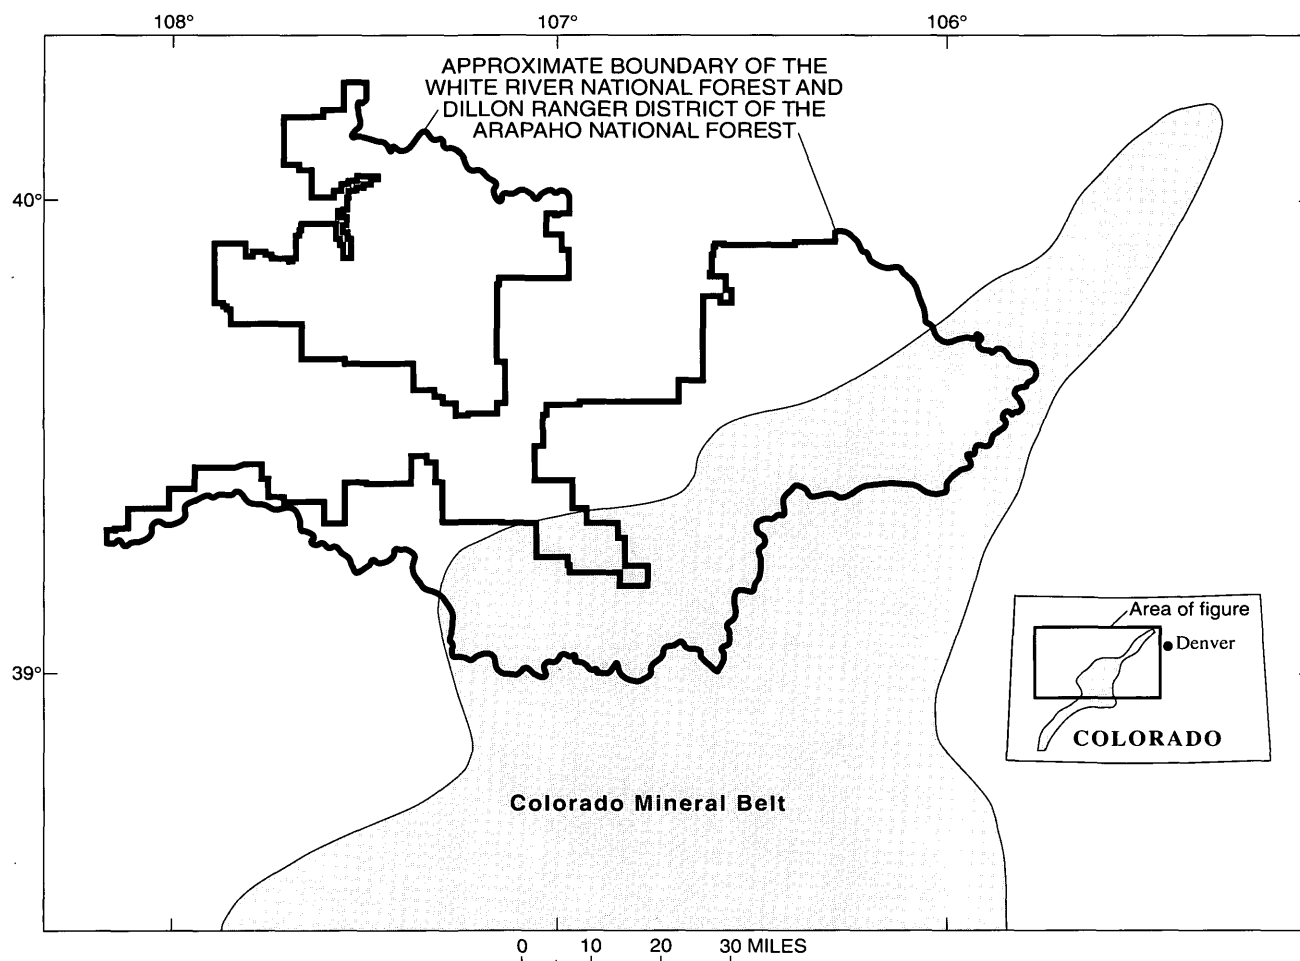 108°
107°
106°
APPROXIMATE BOUNDARY OF THE
WHITE RIVER NATIONAL FOREST AND
DILLON RANGER DISTRICT OF THE
ARAPAHO NATIONAL FOREST
40°
39°
Area of figure
Denver
COLORADO
Colorado Mineral Belt
0 10 20 30 MILES